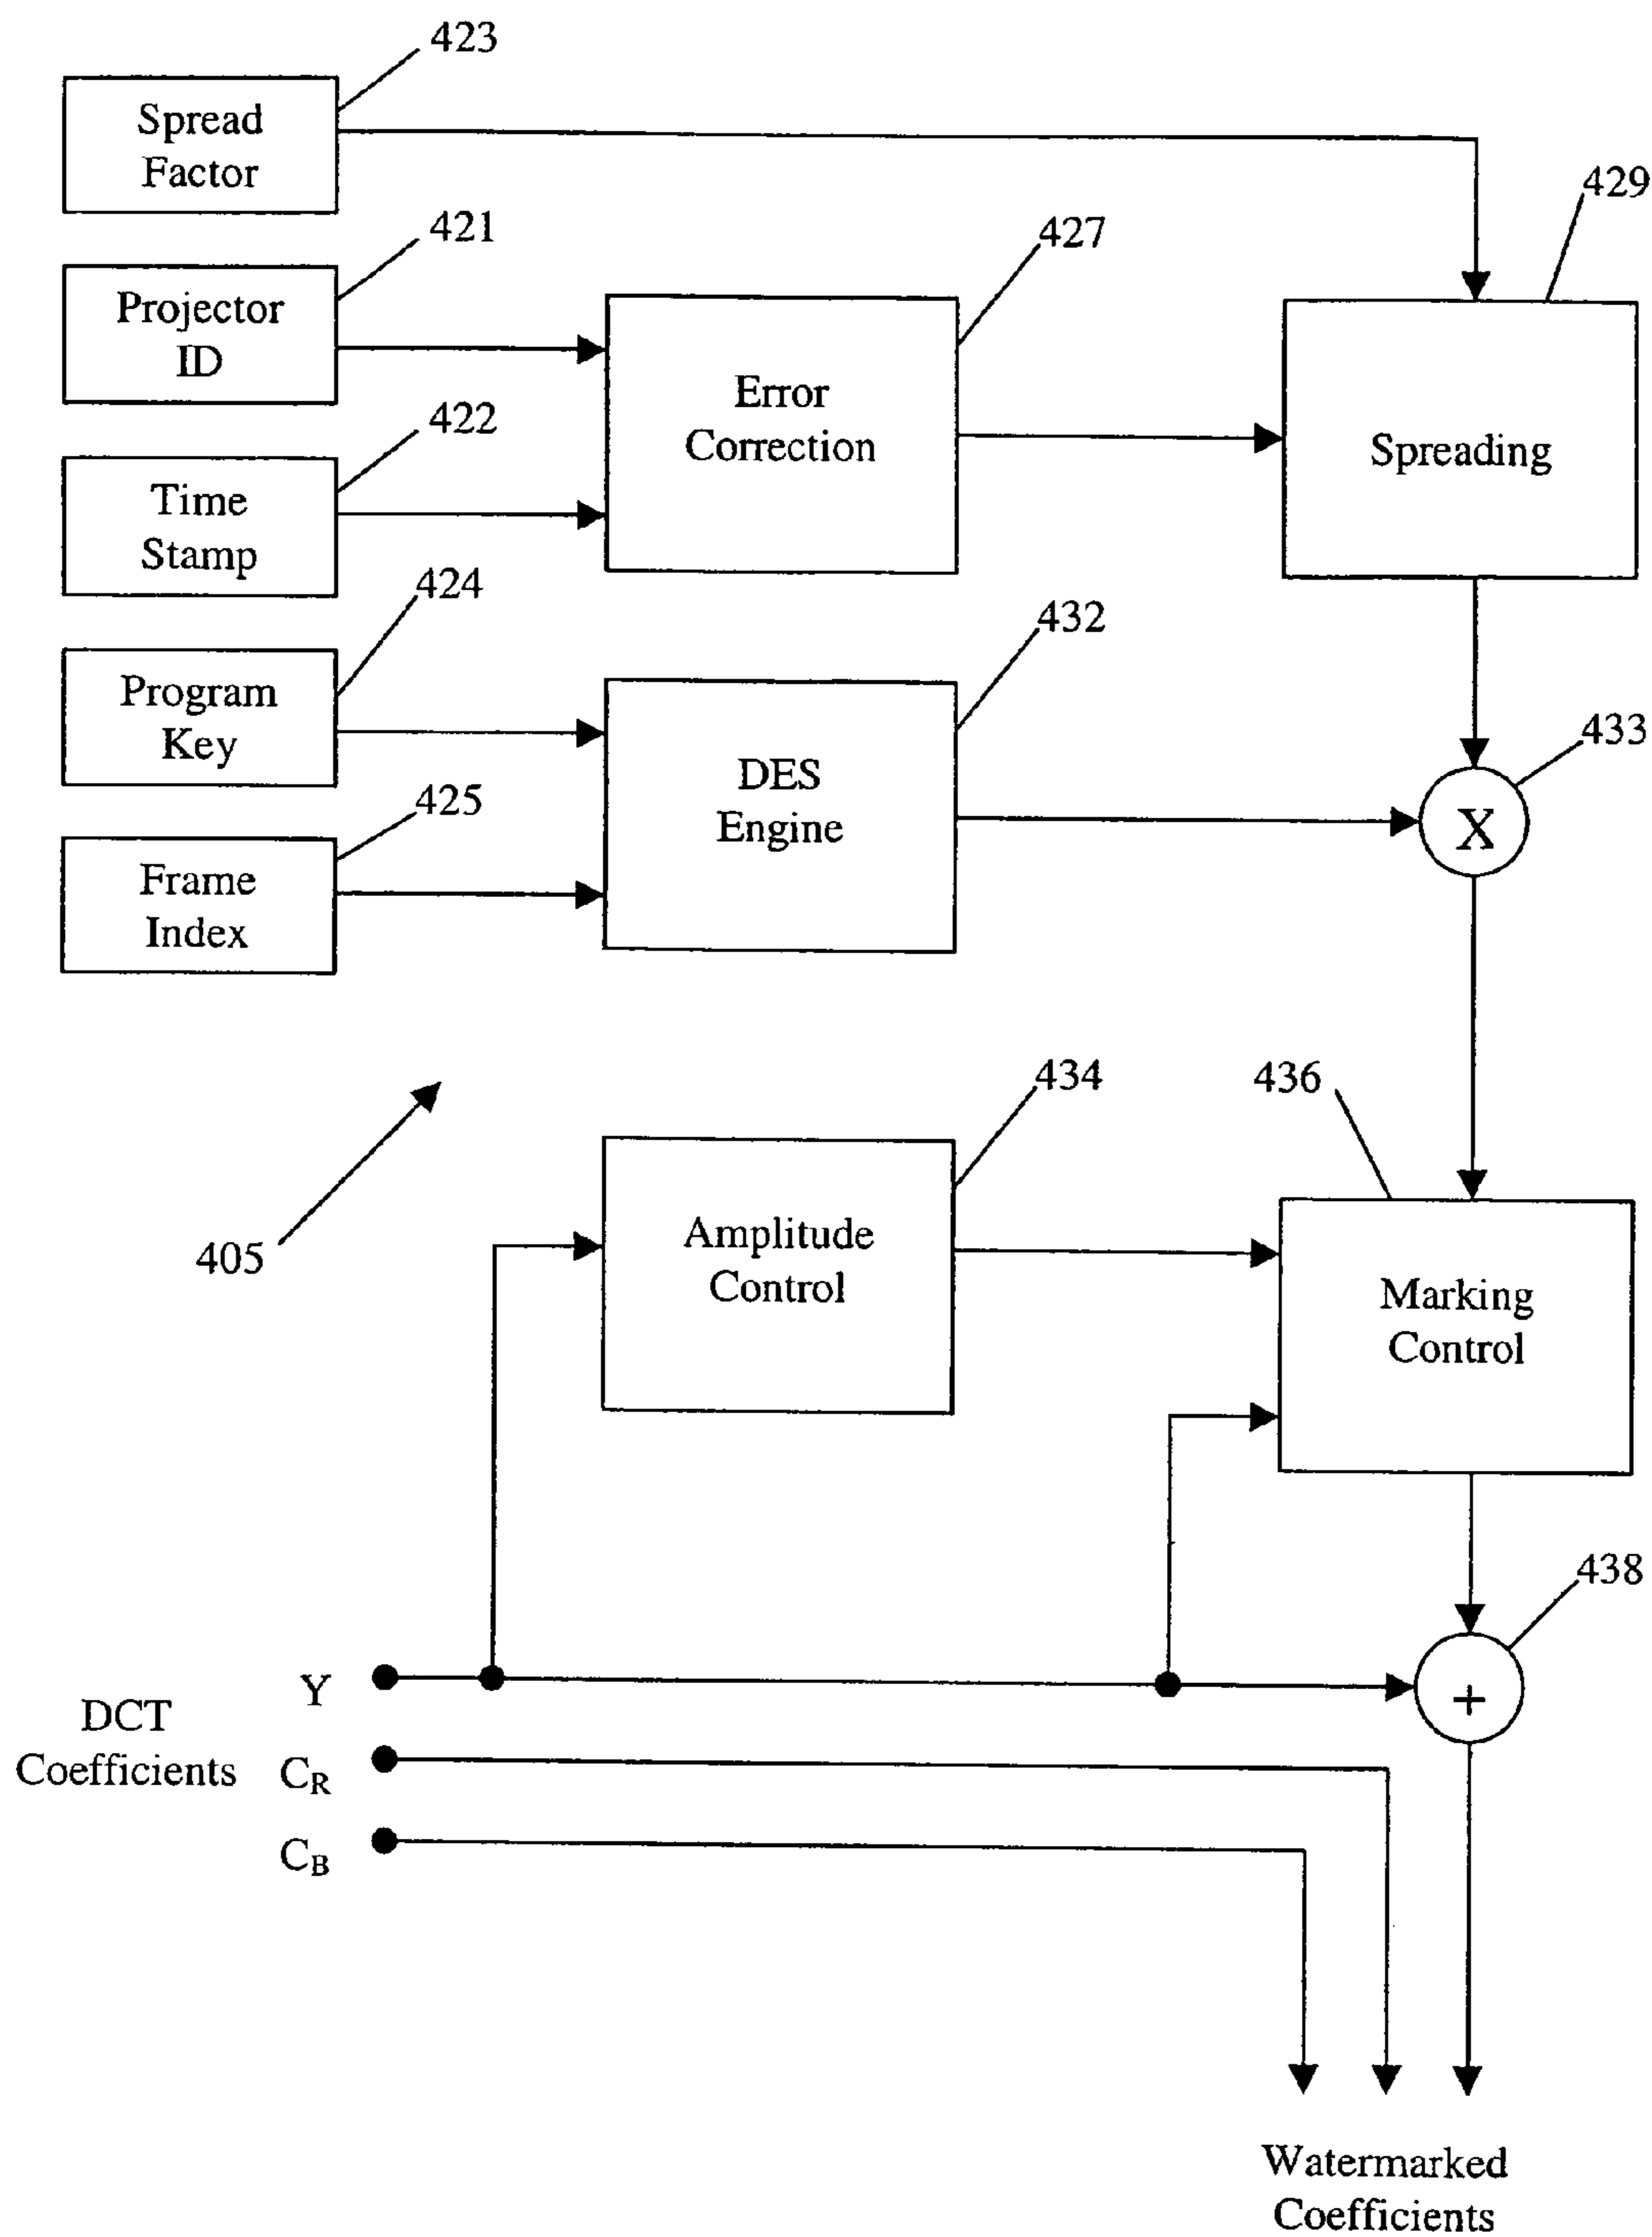 423
Spread
Factor
429
421
Projector
ID
427
Error
Correction
Spreading
422
Time
Stamp
424
Program
Key
432
DES
Engine
433
X
425
Frame
Index
434
436
405
Amplitude
Control
Marking
Control
438
+
DCT
Coefficients
Y
CR
CB
Watermarked
Coefficients